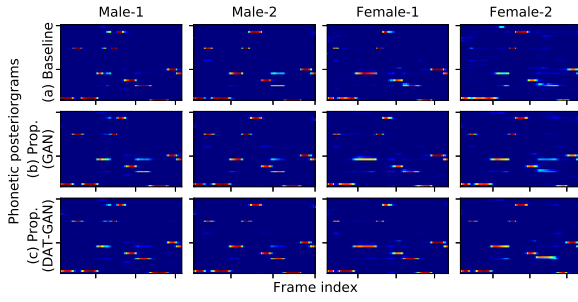 Male-1 Male-2 Female-1 Female-2
Phonetic posteriorgrams
(a) Baseline
(b) Prop.
(GAN)
(c) Prop.
(DAT-GAN)
Frame index